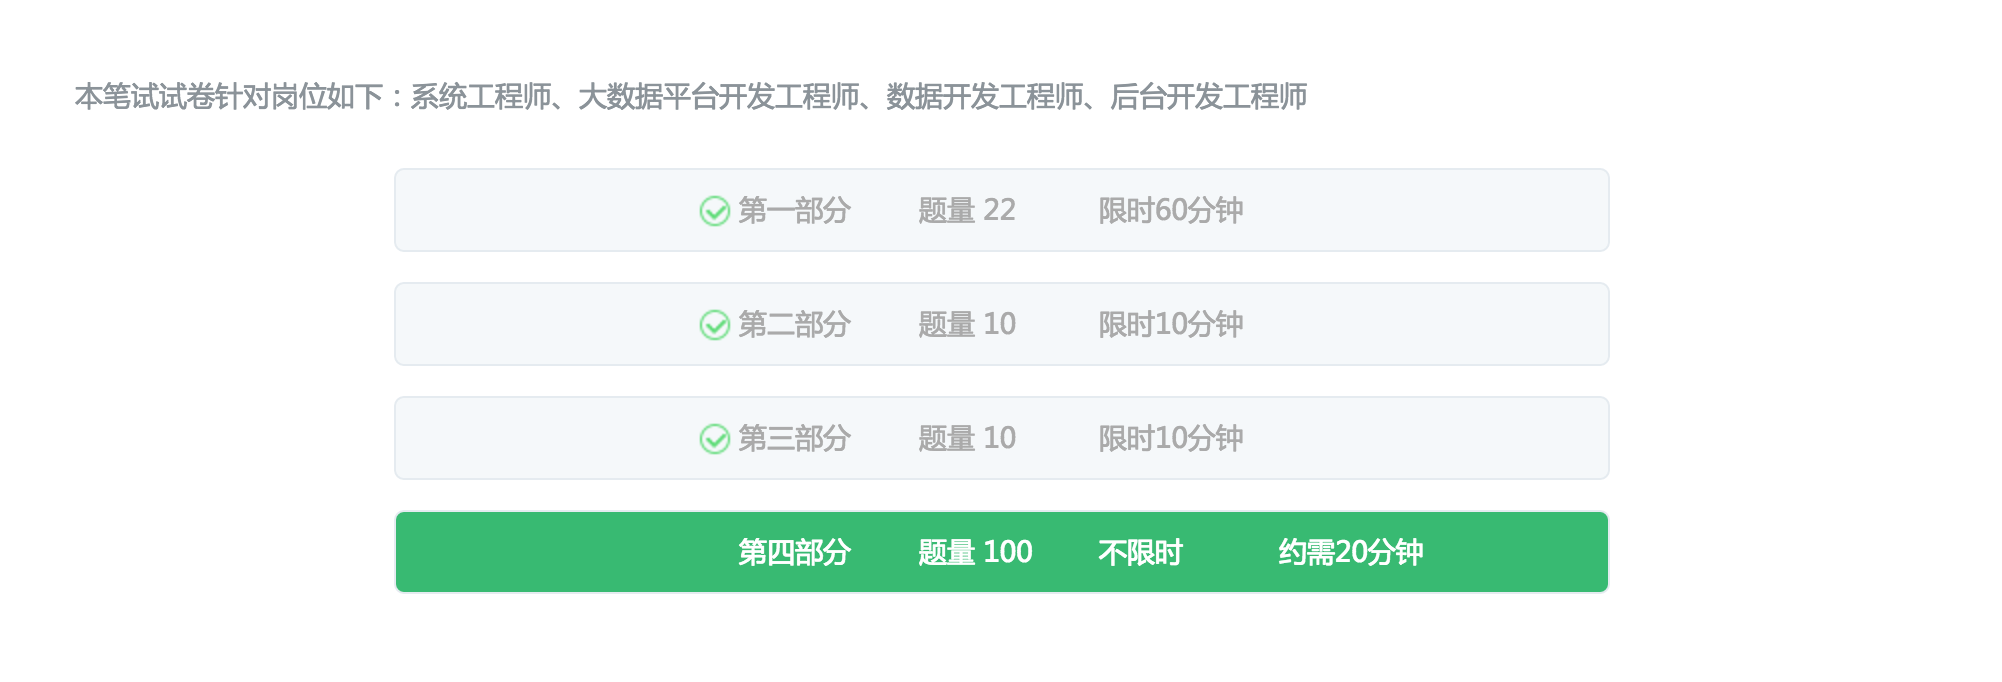 本笔试试卷针对岗位如下：系统工程师、大数据平台开发工程师、数据开发工程师、后台开发工程师
第一部分 题量 22 限时60分钟
第二部分 题量 10 限时10分钟
第三部分 题量 10 限时10分钟
第四部分 题量 100 不限时 约需20分钟